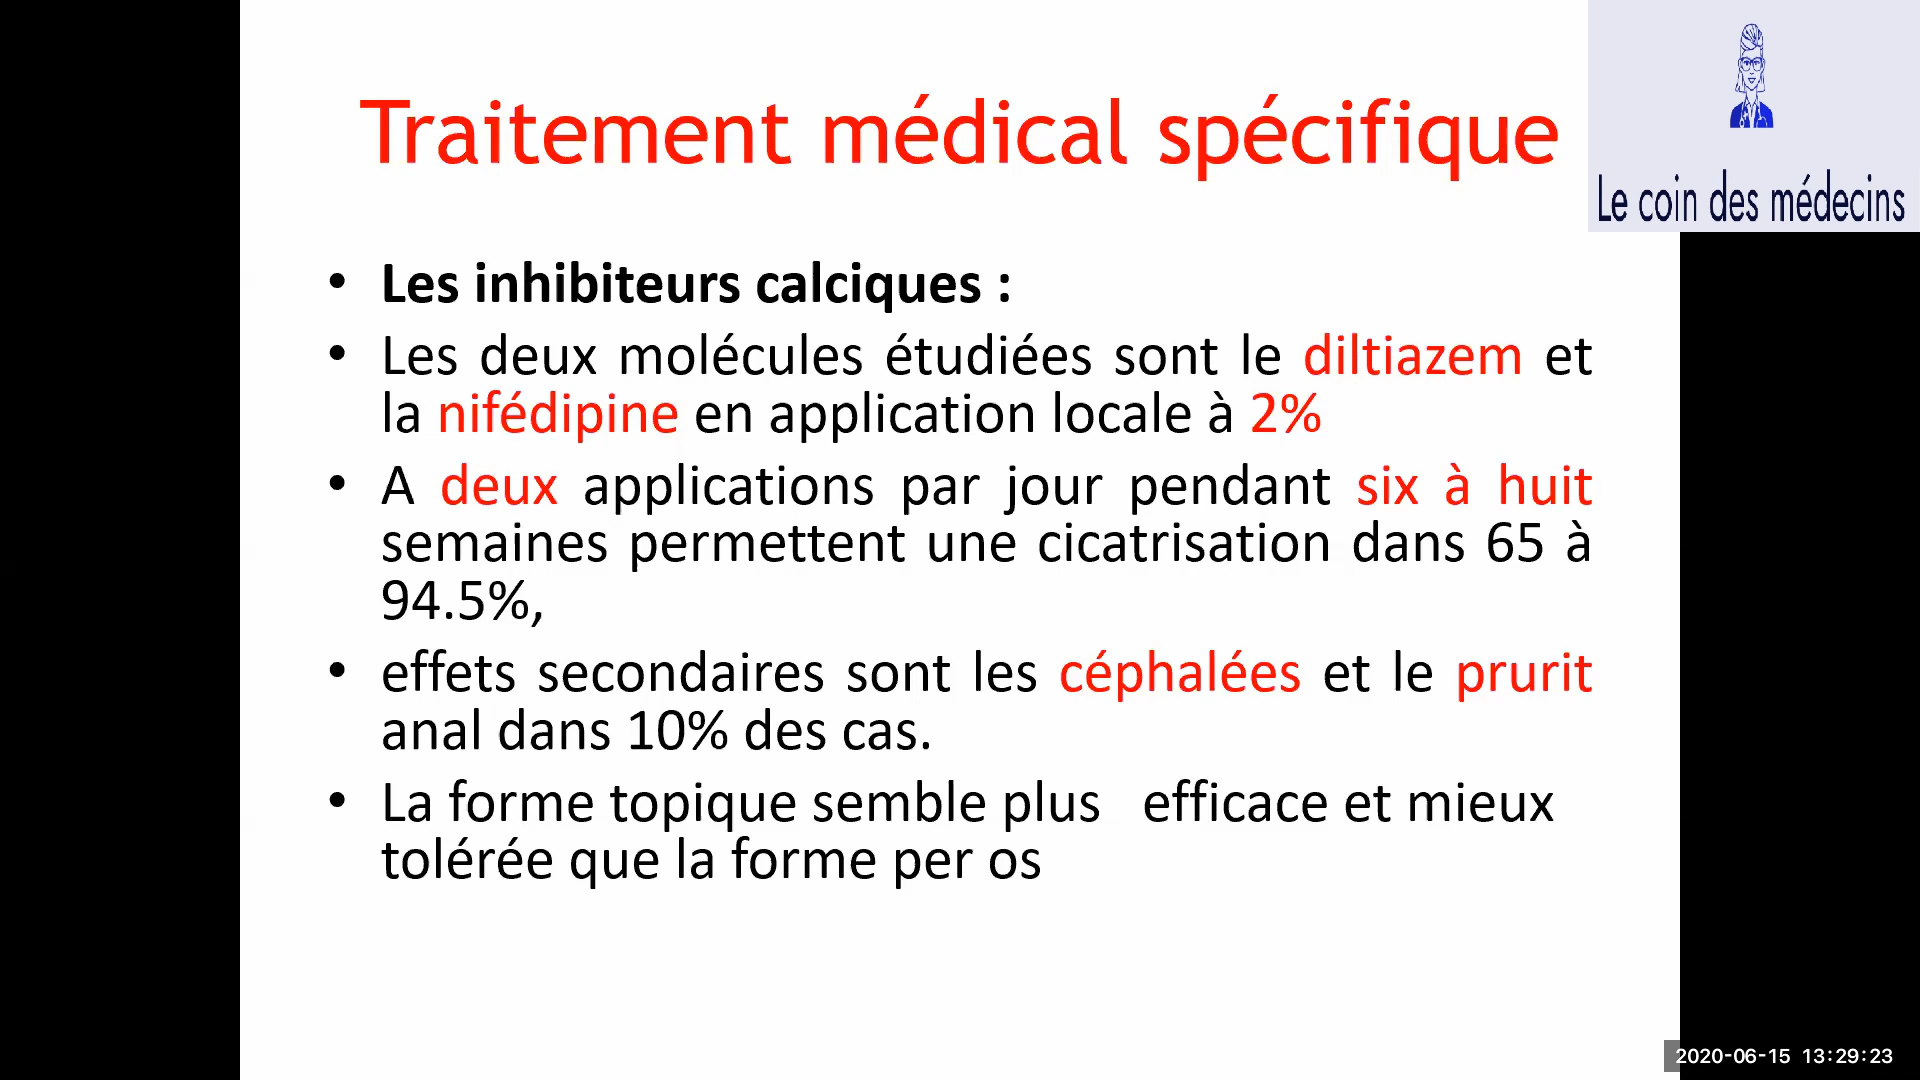 Traitement médical spécifique
Le coin des médecins
• Les inhibiteurs calciques :
• Les deux molécules étudiées sont le diltiazem et
la nifédipine en application locale à 2%
• A deux applications par jour pendant six à huit
semaines permettent une cicatrisation dans 65 à
94.5%,
• effets secondaires sont les céphalées et le prurit
anal dans 10% des cas.
• La forme topique semble plus   efficace et mieux
tolérée que la forme per os
2020-06-15 13:29:23